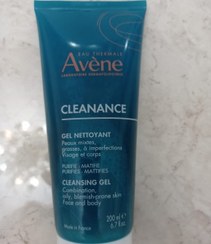 EAU THERMALE
Avène
CLEANANCE
GEL NETTOYANT
Peaux mixtes,
grasses, à imperfections
Visage et corps
PURIFIE - MATIFIE
PURIFIES - MATTIFIES
CLEANSING GEL
Combination,
oily, blemish-prone skin
Face and body
200 ml e
6.7 fl.oz.
Made in France